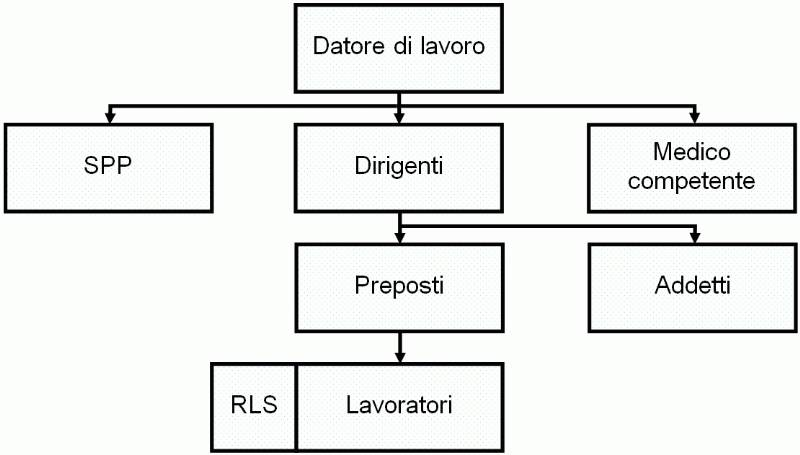 Datore di lavoro
SPP
Dirigenti
Medico
competente
Preposti
Addetti
RLS
Lavoratori